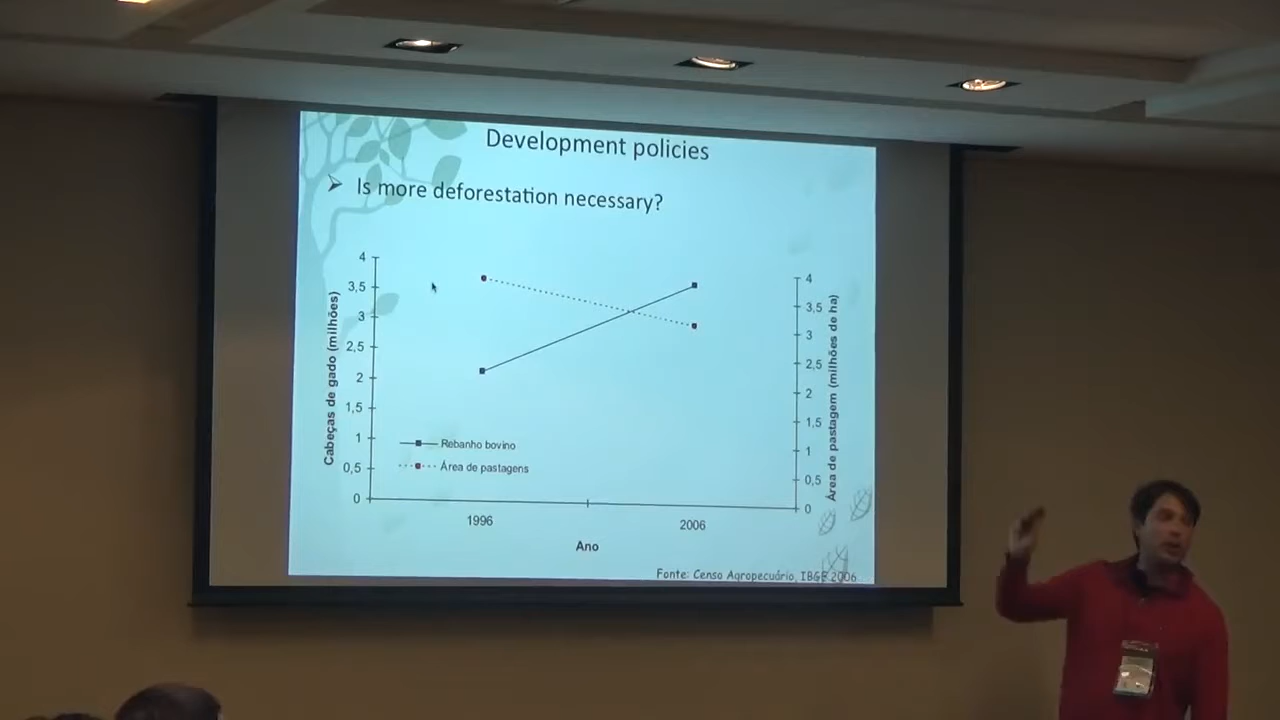 Development policies
Is more deforestation necessary?
Cabeças de gado (milhões)
4
3,5
3
2,5
2
1,5
1
0,5
0
4
3,5
3
2,5
2
1,5
1
0,5
0
Área de pastagem (milhões de ha)
Rebanho bovino
Área de pastagens
1996
2006
Ano
Fonte: Censo Agropecuário, IBGE 2006